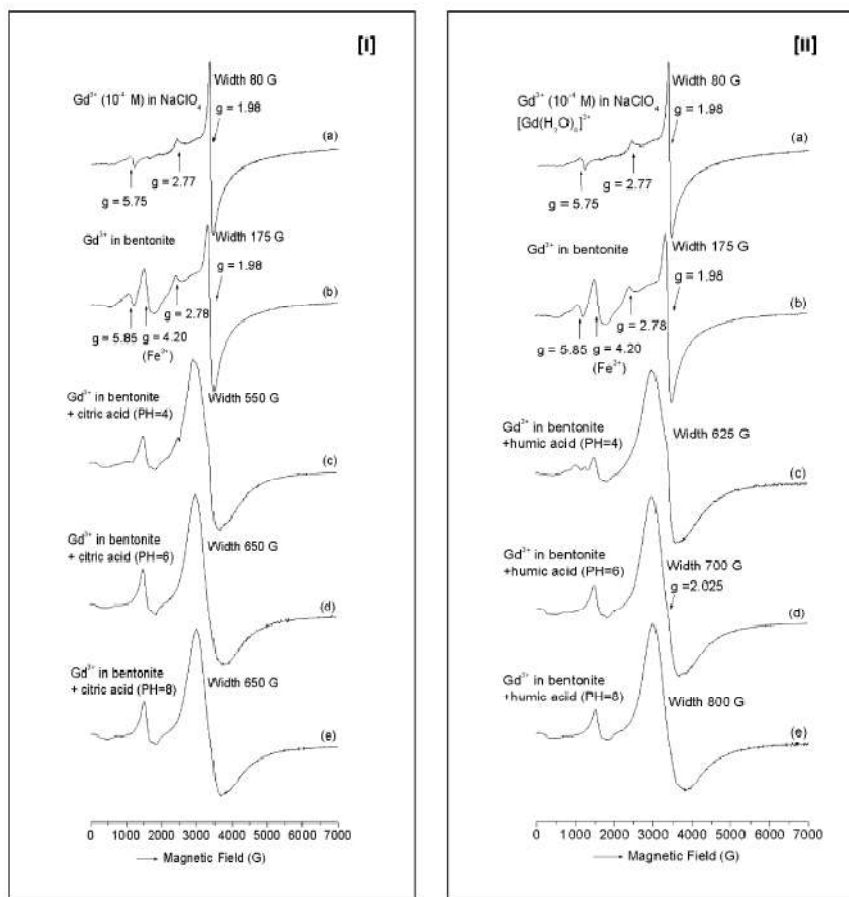 [i]
Width 80 G
Gd³⁺ (10⁻⁴ M) in NaClO₄
g = 1.98
(a)
g = 2.77
g = 5.75
Gd³⁺ in bentonite
Width 175 G
g = 1.98
(b)
g = 2.78
g = 5.85
g = 4.20
(Fe²⁺)
Gd³⁺ in bentonite
+ citric acid (PH=4)
Width 550 G
(c)
Gd³⁺ in bentonite
+ citric acid (PH=6)
Width 650 G
(d)
Gd³⁺ in bentonite
+ citric acid (PH=8)
Width 650 G
(e)
0 1000 2000 3000 4000 5000 6000 7000
→ Magnetic Field (G)
[ii]
Width 80 G
Gd³⁺ (10⁻⁴ M) in NaClO₄
g = 1.98
(a)
g = 2.77
g = 5.75
Gd³⁺ in bentonite
Width 175 G
g = 1.98
(b)
g = 2.78
g = 5.85
g = 4.20
(Fe²⁺)
Gd³⁺ in bentonite
+humic acid (PH=4)
Width 625 G
(c)
Gd³⁺ in bentonite
+humic acid (PH=6)
Width 700 G
g =2.025
(d)
Gd³⁺ in bentonite
+humic acid (PH=8)
Width 800 G
(e)
0 1000 2000 3000 4000 5000 6000 7000
→ Magnetic Field (G)